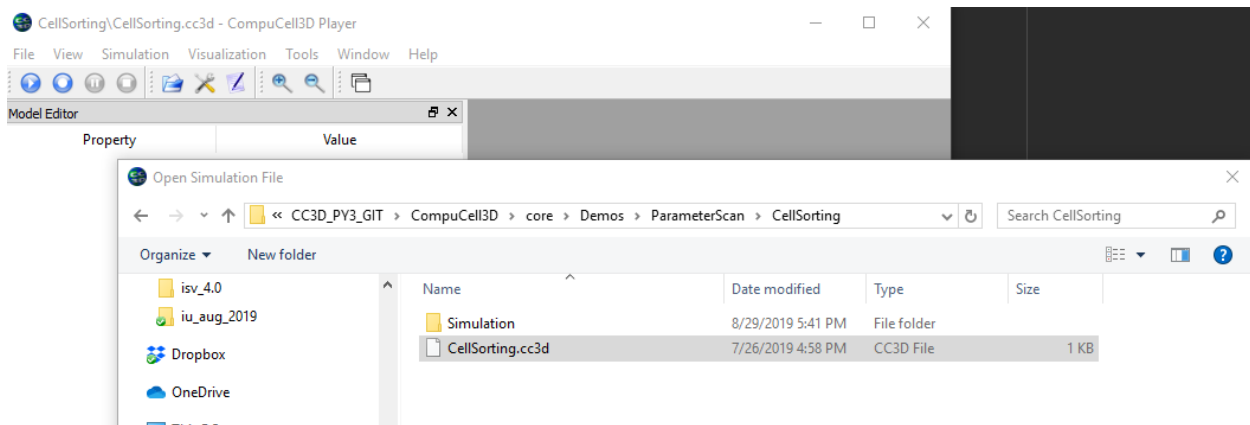 CellSorting\CellSorting.cc3d - CompuCell3D Player
File View Simulation Visualization Tools Window Help
Model Editor
Property Value
Open Simulation File
« CC3D_PY3_GIT › CompuCell3D › core › Demos › ParameterScan › CellSorting Search CellSorting
Organize New folder
isv_4.0 Name Date modified Type Size
iu_aug_2019 Simulation 8/29/2019 5:41 PM File folder
Dropbox CellSorting.cc3d 7/26/2019 4:58 PM CC3D File 1 KB
OneDrive